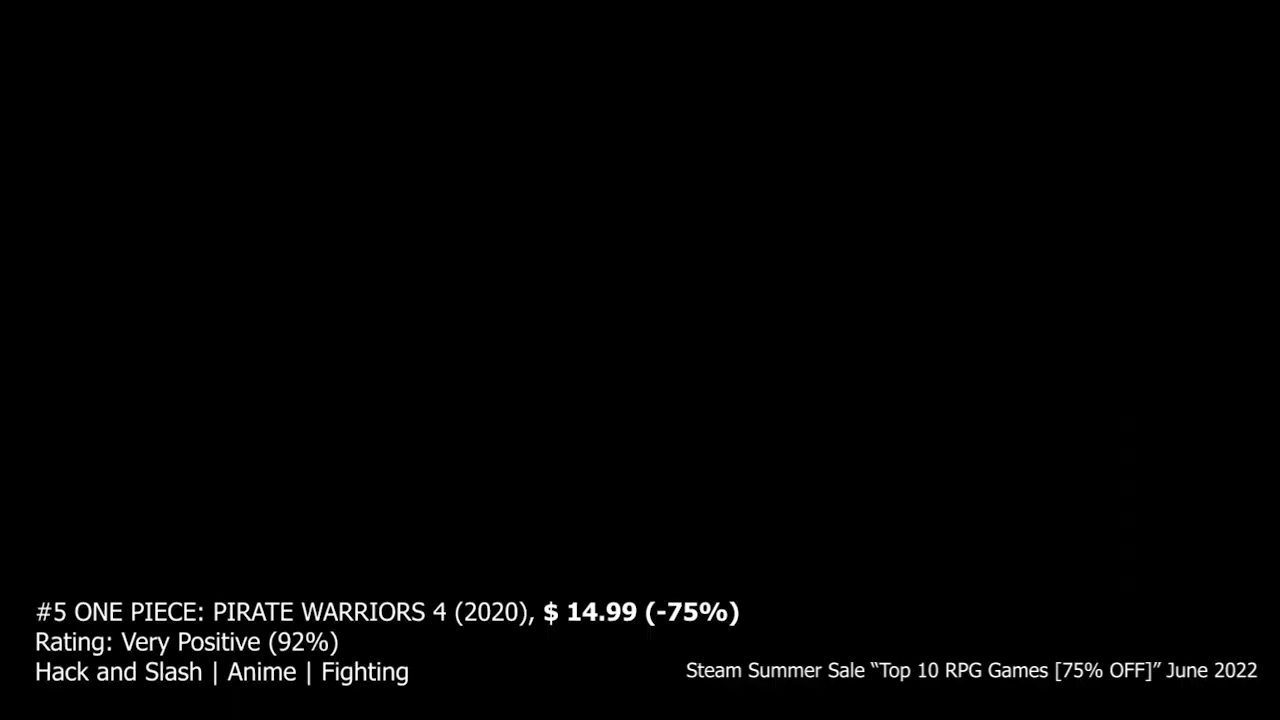 #5 ONE PIECE: PIRATE WARRIORS 4 (2020), $ 14.99 (-75%)
Rating: Very Positive (92%)
Hack and Slash | Anime | Fighting
Steam Summer Sale “Top 10 RPG Games [75% OFF]” June 2022